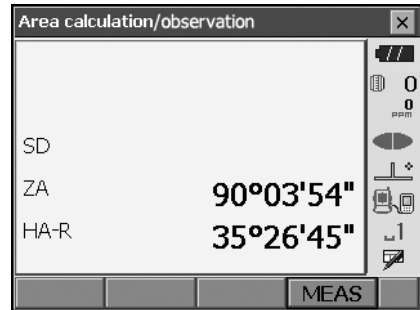 Area calculation/observation
SD
ZA 90°03'54"
HA-R 35°26'45"
0
0
ppm
1
MEAS